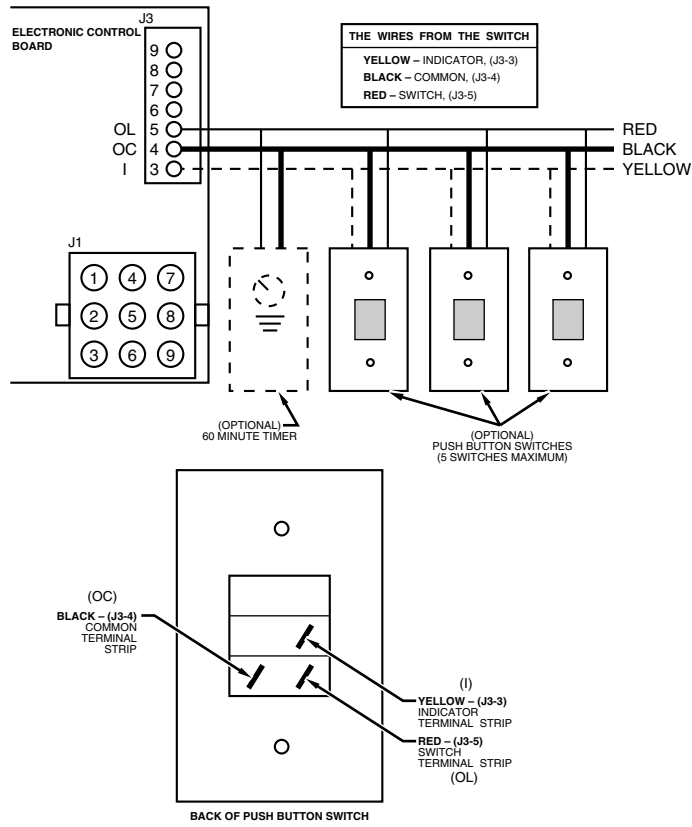 J3
ELECTRONIC CONTROL
BOARD
9
8
7
6
OL 5
OC 4
I 3
THE WIRES FROM THE SWITCH
YELLOW – INDICATOR, (J3-3)
BLACK – COMMON, (J3-4)
RED – SWITCH, (J3-5)
RED
BLACK
YELLOW
J1
1 4 7
2 5 8
3 6 9
(OPTIONAL)
60 MINUTE TIMER
(OPTIONAL)
PUSH BUTTON SWITCHES
(5 SWITCHES MAXIMUM)
(OC)
BLACK – (J3-4)
COMMON
TERMINAL
STRIP
(I)
YELLOW – (J3-3)
INDICATOR
TERMINAL STRIP
RED – (J3-5)
SWITCH
TERMINAL STRIP
(OL)
BACK OF PUSH BUTTON SWITCH